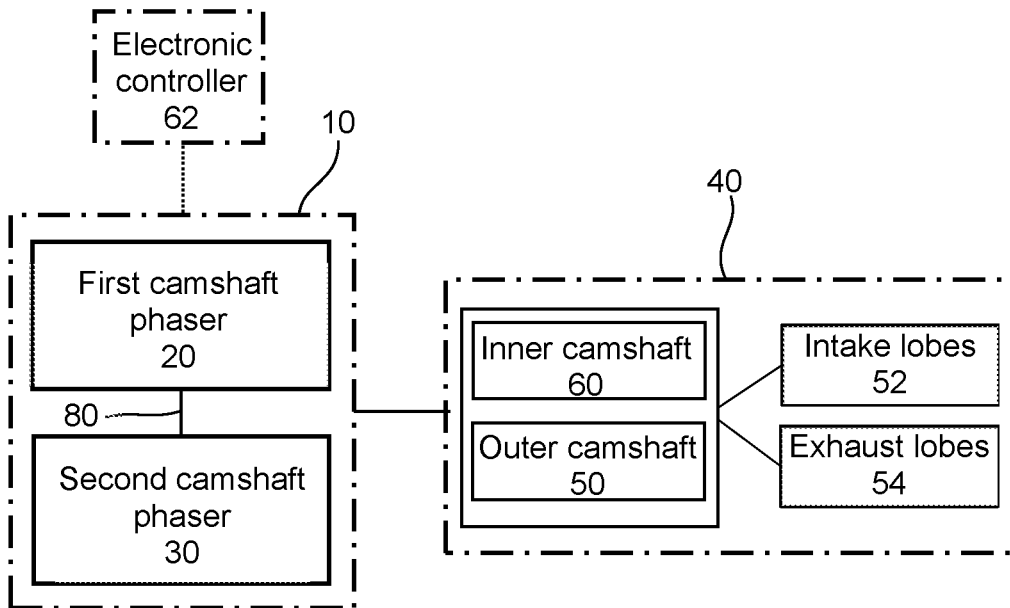 Electronic
controller
62
10
40
First camshaft
phaser
20
80
Second camshaft
phaser
30
Inner camshaft
60
Outer camshaft
50
Intake lobes
52
Exhaust lobes
54